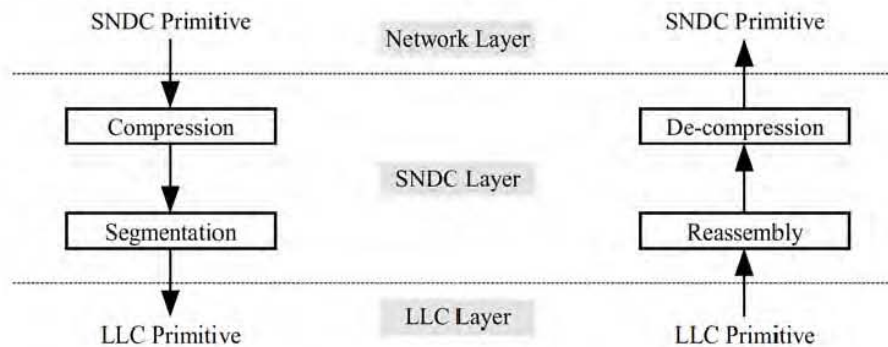 SNDC Primitive
Network Layer
SNDC Primitive
Compression
De-compression
SNDC Layer
Segmentation
Reassembly
LLC Primitive
LLC Layer
LLC Primitive